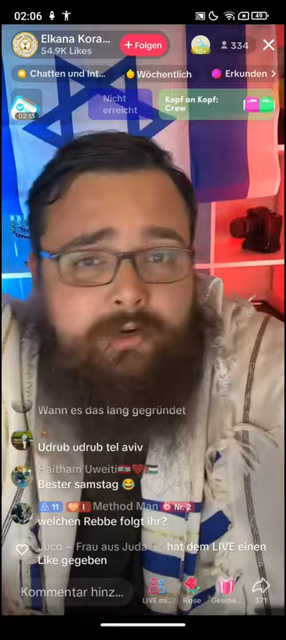 02:06
49
Elkana Kora...
54.9K Likes
+ Folgen
334
Chatten und Int...
Wöchentlich
Erkunden >
02:13
Nicht
erreicht
Kopf an Kopf:
Crew
Wann es das lang gegründet
Udrub udrub tel aviv
Haitham Uweiti🇱🇧❤️🇵🇸
Bester samstag 😂
11 Method Man Nr. 2
welchen Rebbe folgt ihr?
Juco – Frau aus Juda hat dem LIVE einen
Like gegeben
Kommentar hinz...
LIVE mi...
Rose
Gesche...
371